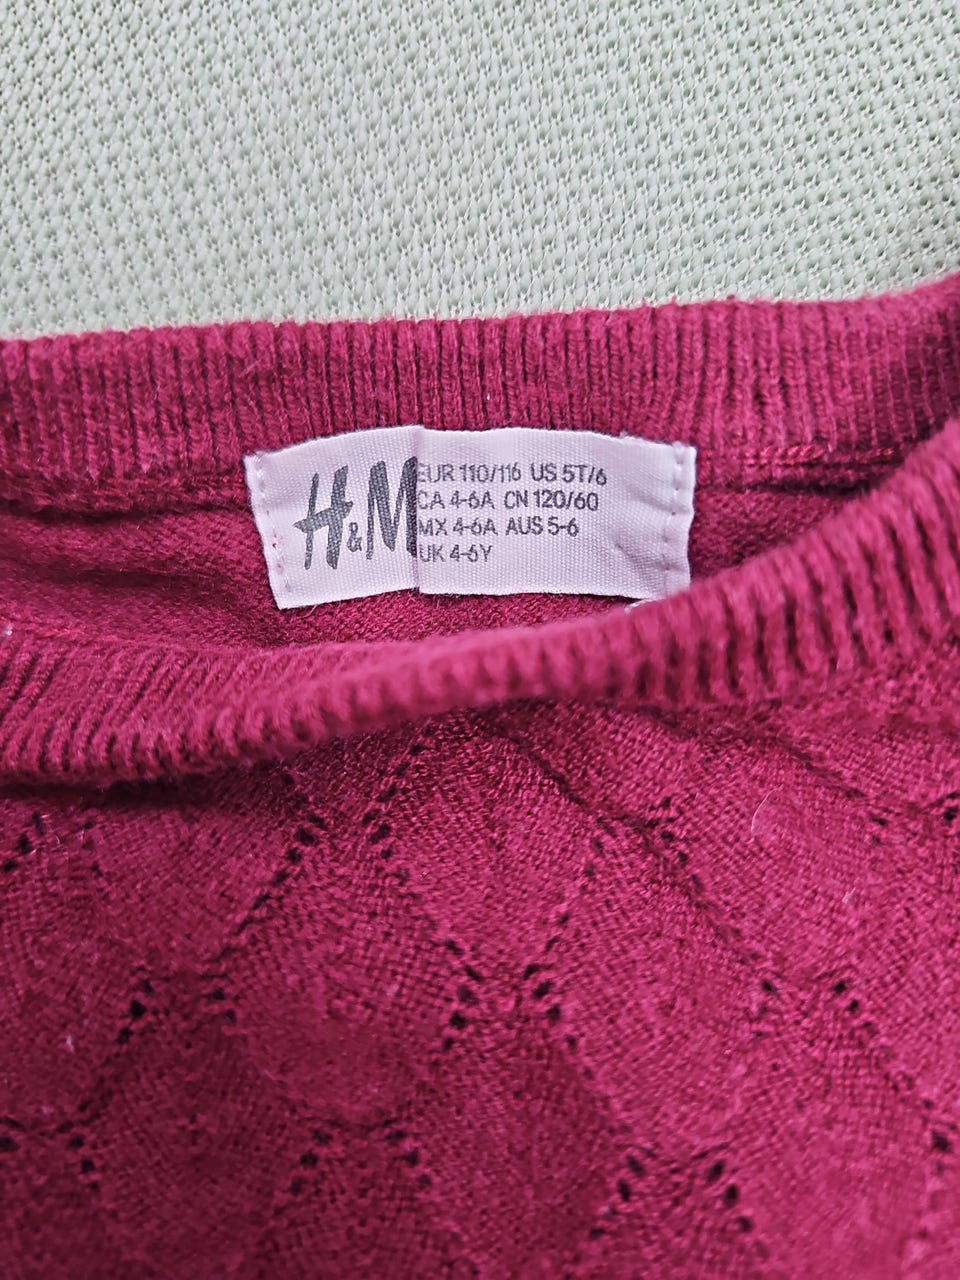 H&M
EUR 110/116 US 5T/6
CA 4-6A CN 120/60
MX 4-6A AUS 5-6
UK 4-6Y